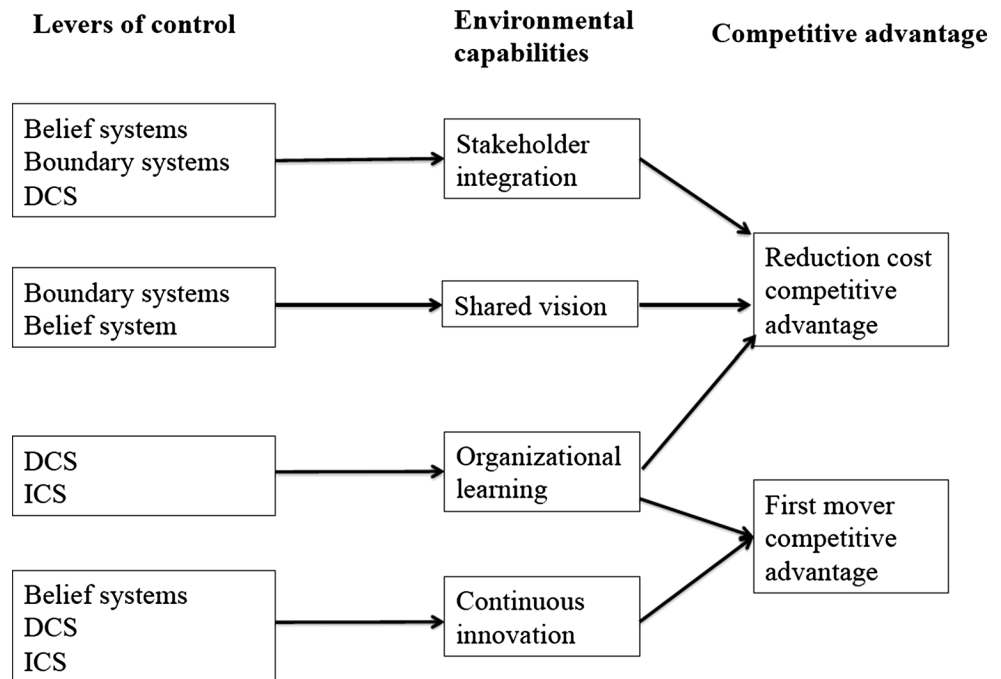 Levers of control
Environmental
capabilities
Competitive advantage
Belief systems
Boundary systems
DCS
Stakeholder
integration
Reduction cost
competitive
advantage
Boundary systems
Belief system
Shared vision
DCS
ICS
Organizational
learning
First mover
competitive
advantage
Belief systems
DCS
ICS
Continuous
innovation